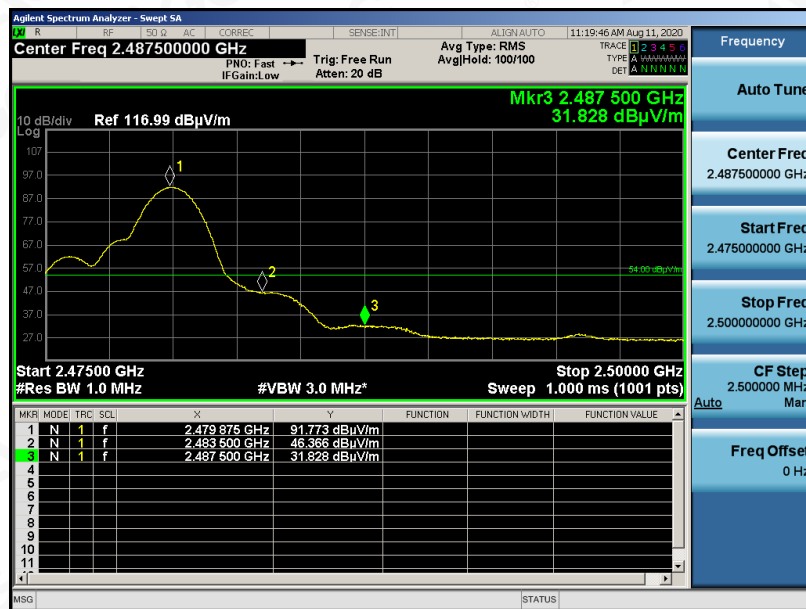 Agilent Spectrum Analyzer - Swept SA
LXI R RF 50 Ω AC CORREC SENSE:INT ALIGN AUTO 11:19:46 AM Aug 11, 2020
Center Freq 2.487500000 GHz
PNO: Fast
IFGain:Low
Trig: Free Run
Atten: 20 dB
Avg Type: RMS
Avg|Hold: 100/100
TRACE 1 2 3 4 5 6
TYPE A
DET A N N N N N
Mkr3 2.487 500 GHz
31.828 dBµV/m
10 dB/div Ref 116.99 dBµV/m
Log
107
97.0
87.0
77.0
67.0
57.0
47.0
37.0
27.0
1
2
3
54.00 dBµV/m
Start 2.47500 GHz Stop 2.50000 GHz
#Res BW 1.0 MHz #VBW 3.0 MHz* Sweep 1.000 ms (1001 pts)
MKR MODE TRC SCL X Y FUNCTION FUNCTION WIDTH FUNCTION VALUE
1 N 1 f 2.479 875 GHz 91.773 dBµV/m
2 N 1 f 2.483 500 GHz 46.366 dBµV/m
3 N 1 f 2.487 500 GHz 31.828 dBµV/m
4
5
6
7
8
9
10
11
MSG STATUS
Frequency
Auto Tune
Center Freq
2.487500000 GHz
Start Freq
2.475000000 GHz
Stop Freq
2.500000000 GHz
CF Step
2.500000 MHz
Auto Man
Freq Offset
0 Hz